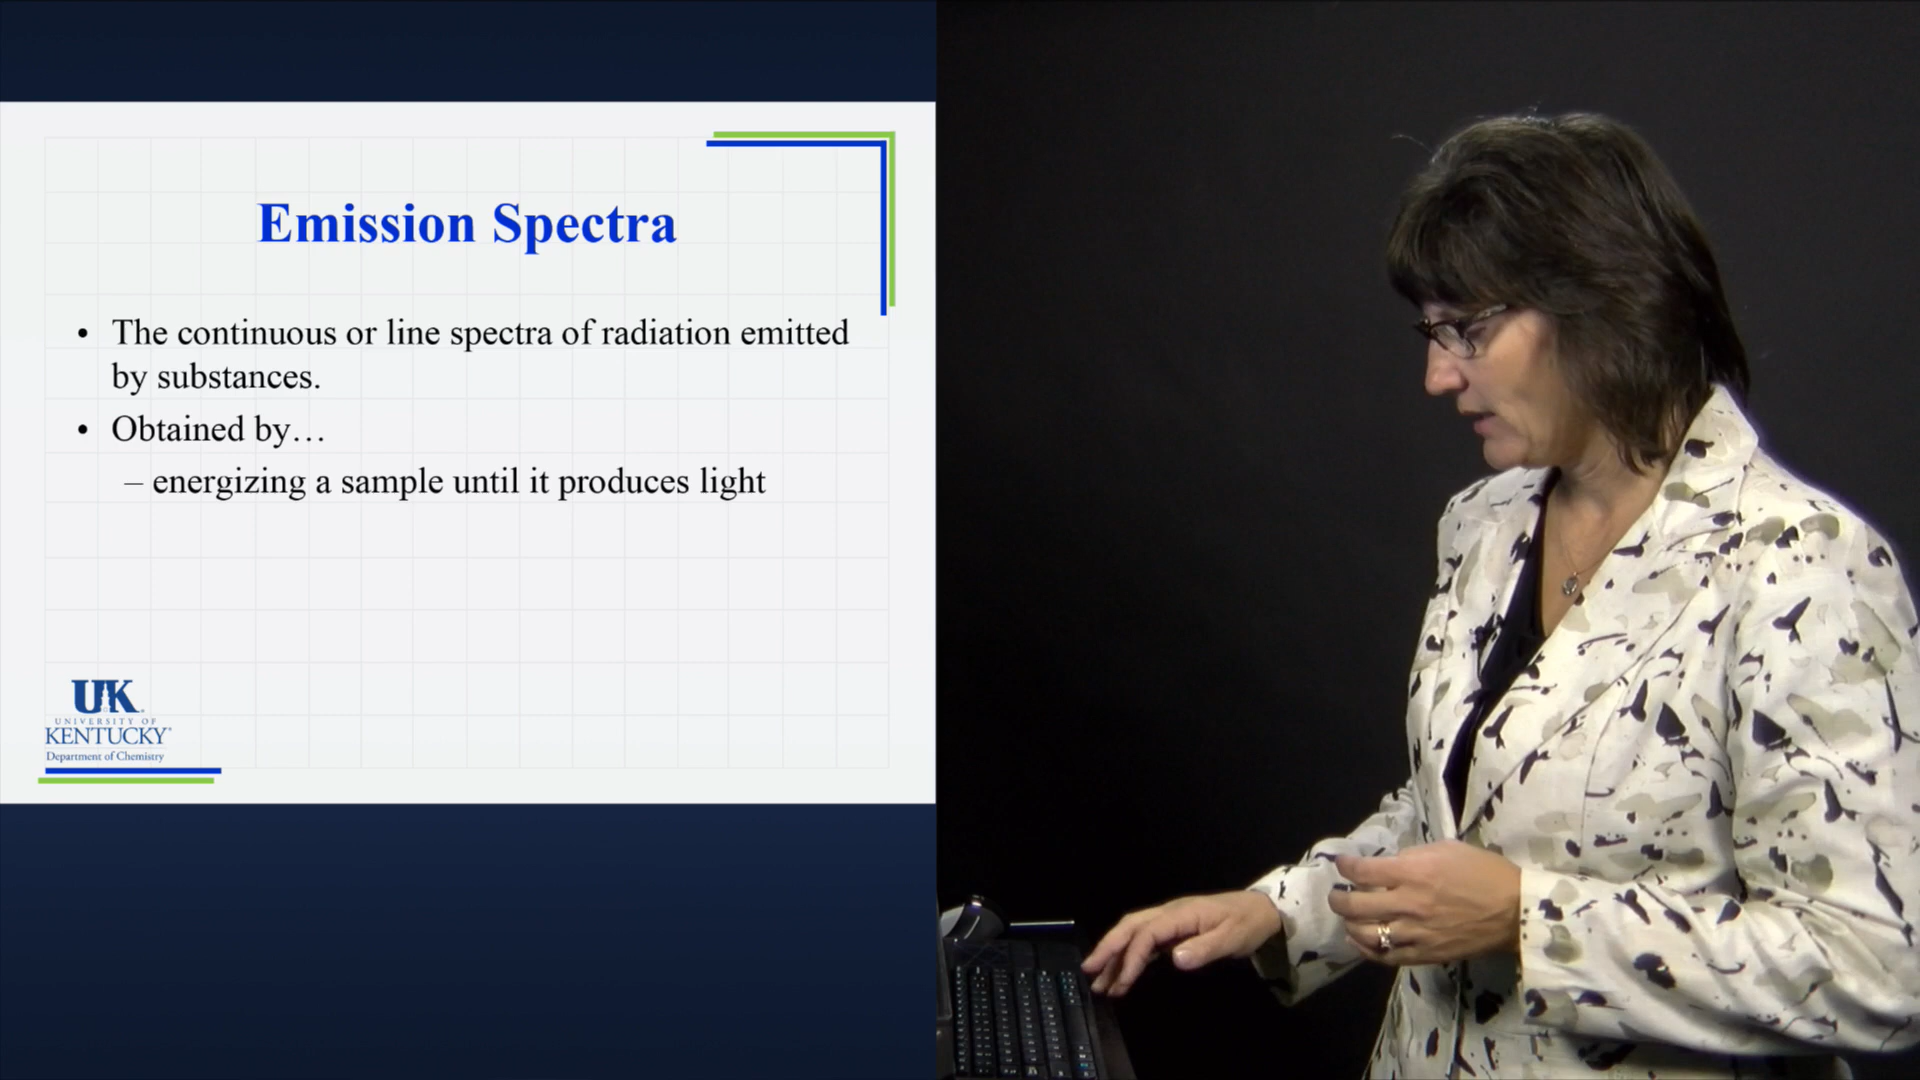 Emission Spectra
• The continuous or line spectra of radiation emitted
by substances.
• Obtained by…
– energizing a sample until it produces light
UK
UNIVERSITY OF
KENTUCKY
Department of Chemistry